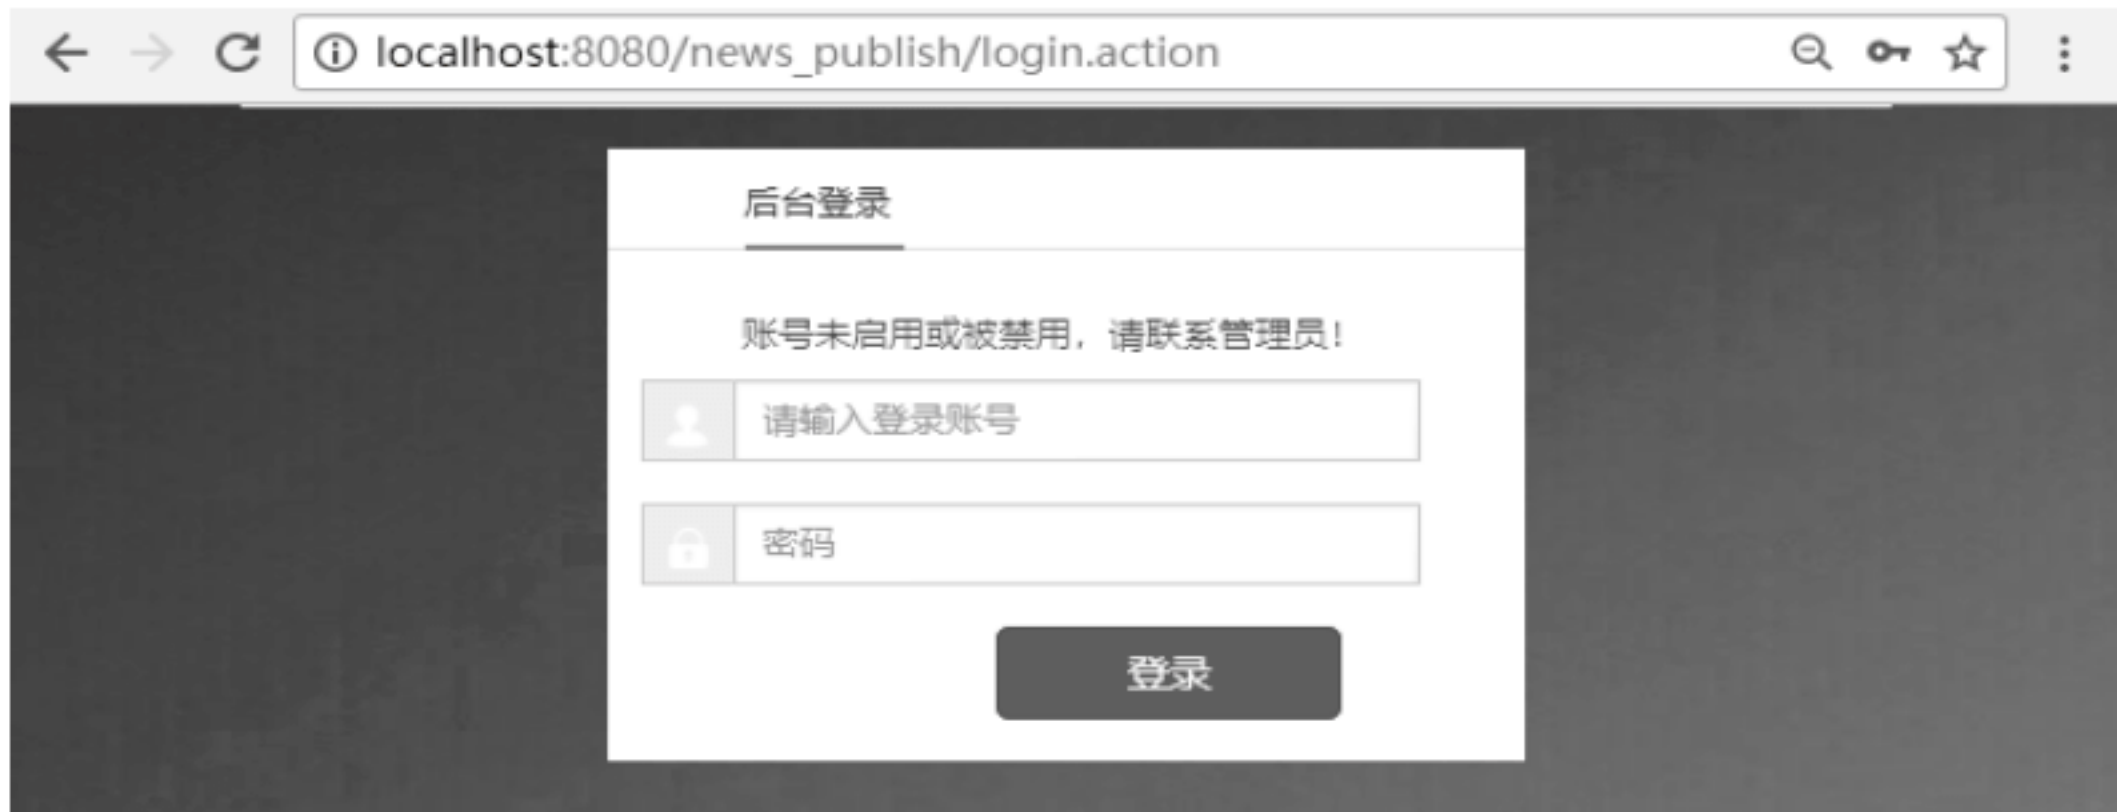 localhost:8080/news_publish/login.action
后台登录
账号未启用或被禁用，请联系管理员！
请输入登录账号
密码
登录